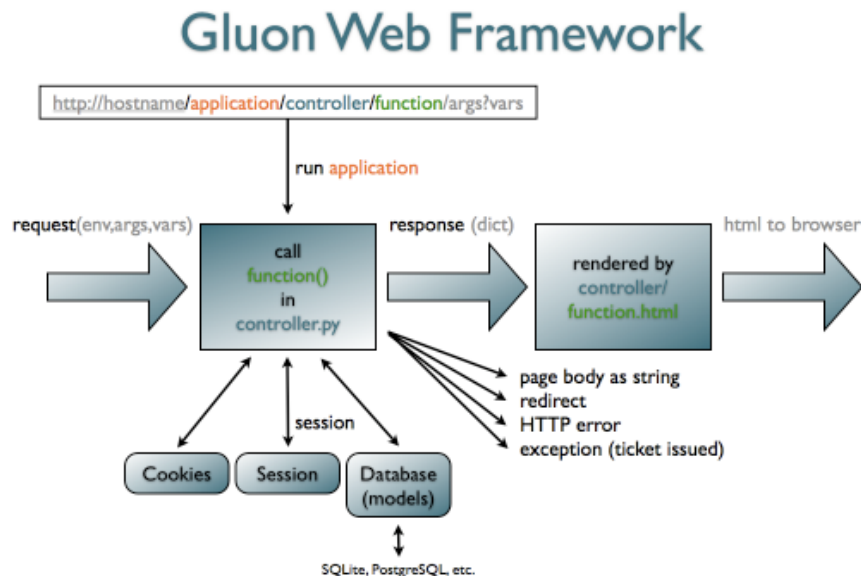 Gluon Web Framework
http://hostname/application/controller/function/args?vars
run application
request(env,args,vars)
call
function()
in
controller.py
response (dict)
rendered by
controller/
function.html
html to browser
page body as string
redirect
HTTP error
exception (ticket issued)
session
Cookies
Session
Database
(models)
SQLite, PostgreSQL, etc.